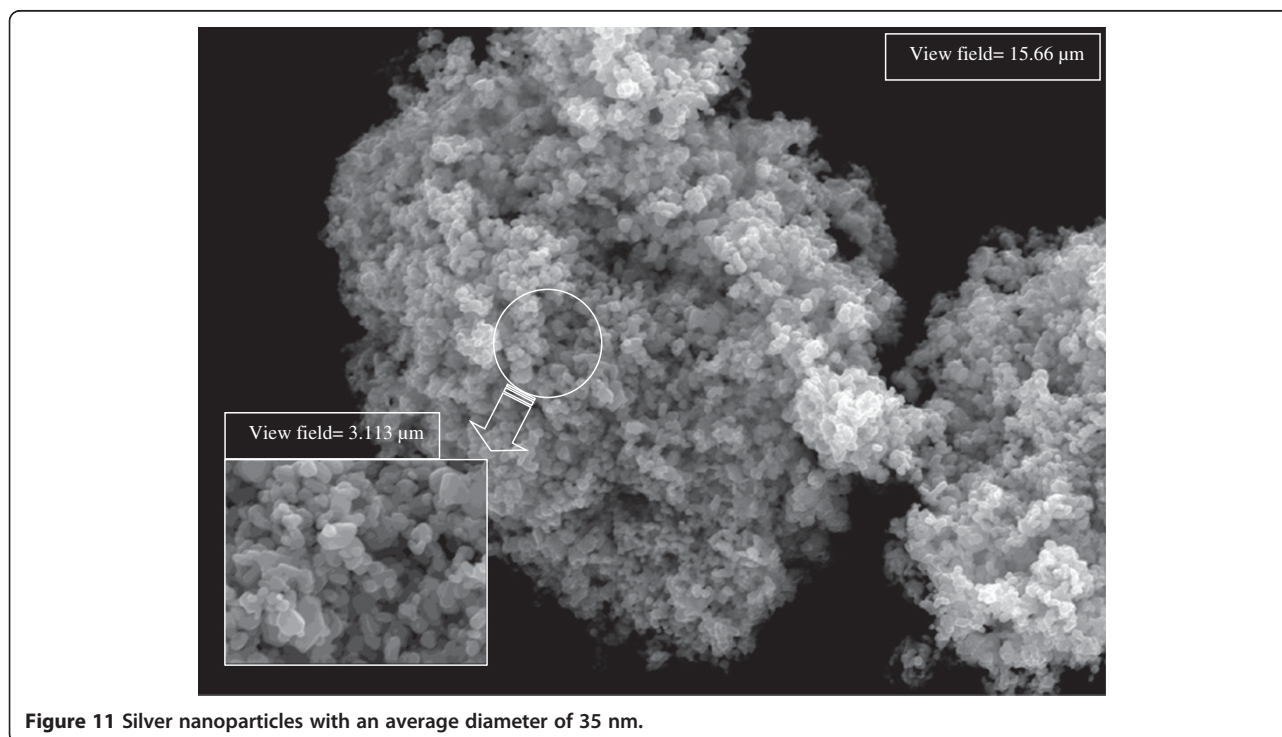 View field= 15.66 µm
View field= 3.113 µm
Figure 11 Silver nanoparticles with an average diameter of 35 nm.